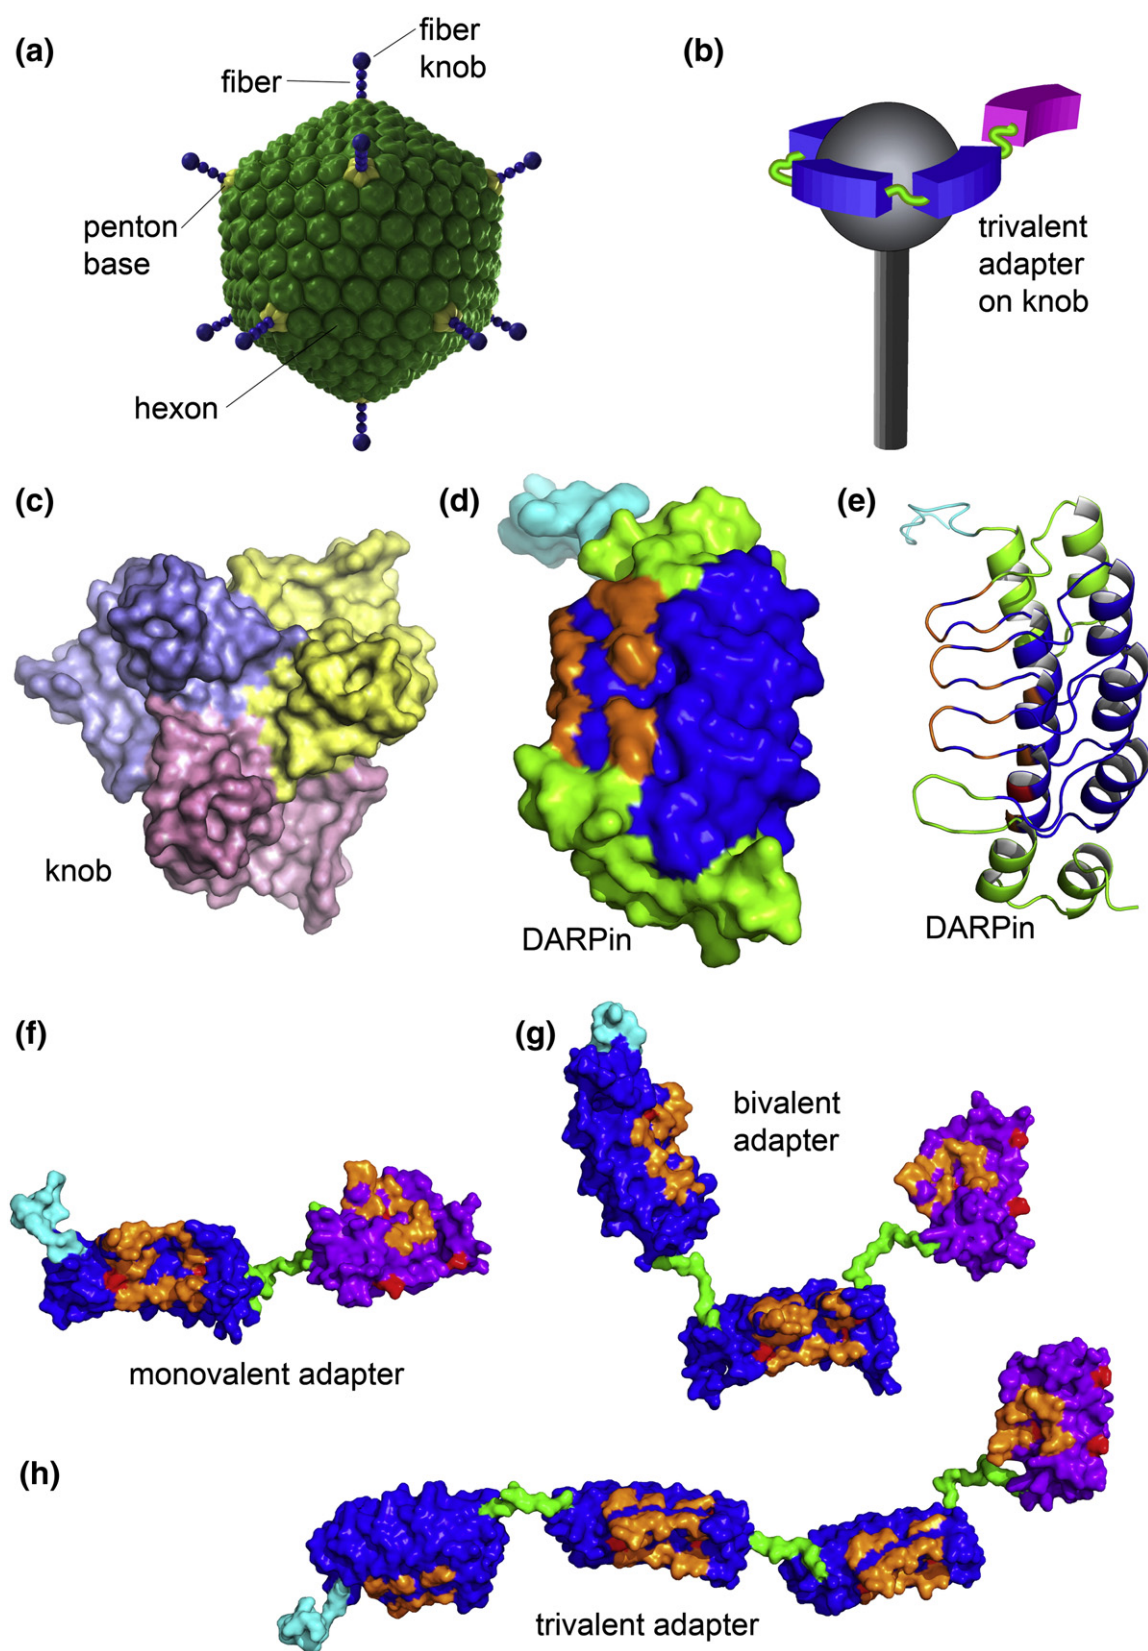 (a)
fiber
knob
fiber
penton
base
hexon
(b)
trivalent
adapter
on knob
(c)
knob
(d)
DARPin
(e)
DARPin
(f)
monovalent adapter
(g)
bivalent
adapter
(h)
trivalent adapter